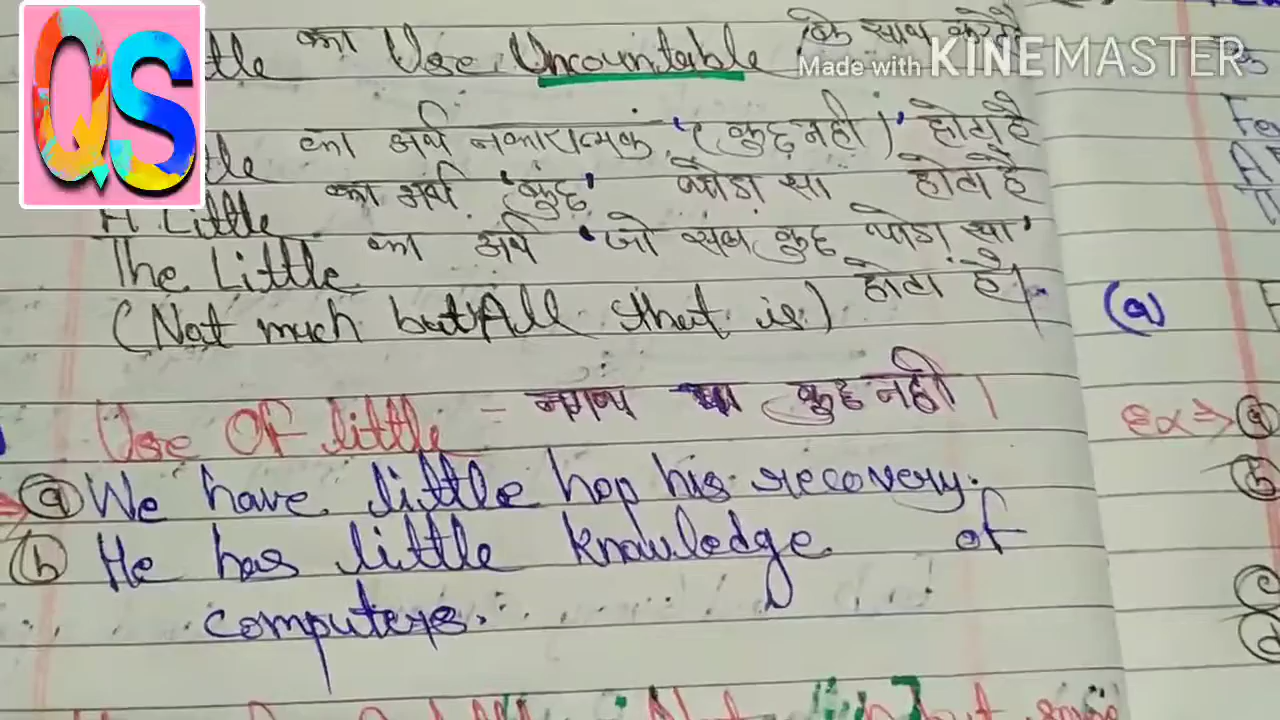 QS
ttle का Use Uncountable के साथ करते है
Made with KINEMASTER
ttle का अर्थ नकारात्मक '(कुछ नही)' होता है
A Little का अर्थ 'कुछ' थोडा सा होता है
The Little का अर्थ 'जो सब कुछ थोडा सा'
(Not much but All that is) होता है।
Use Of little - नगण्य या कुछ नही।
(a) We have little hop his recovery.
(b) He has little knowledge of
computers.
Fe
(a)
Ex ⇒ (a)
(b)
(c)
(d)